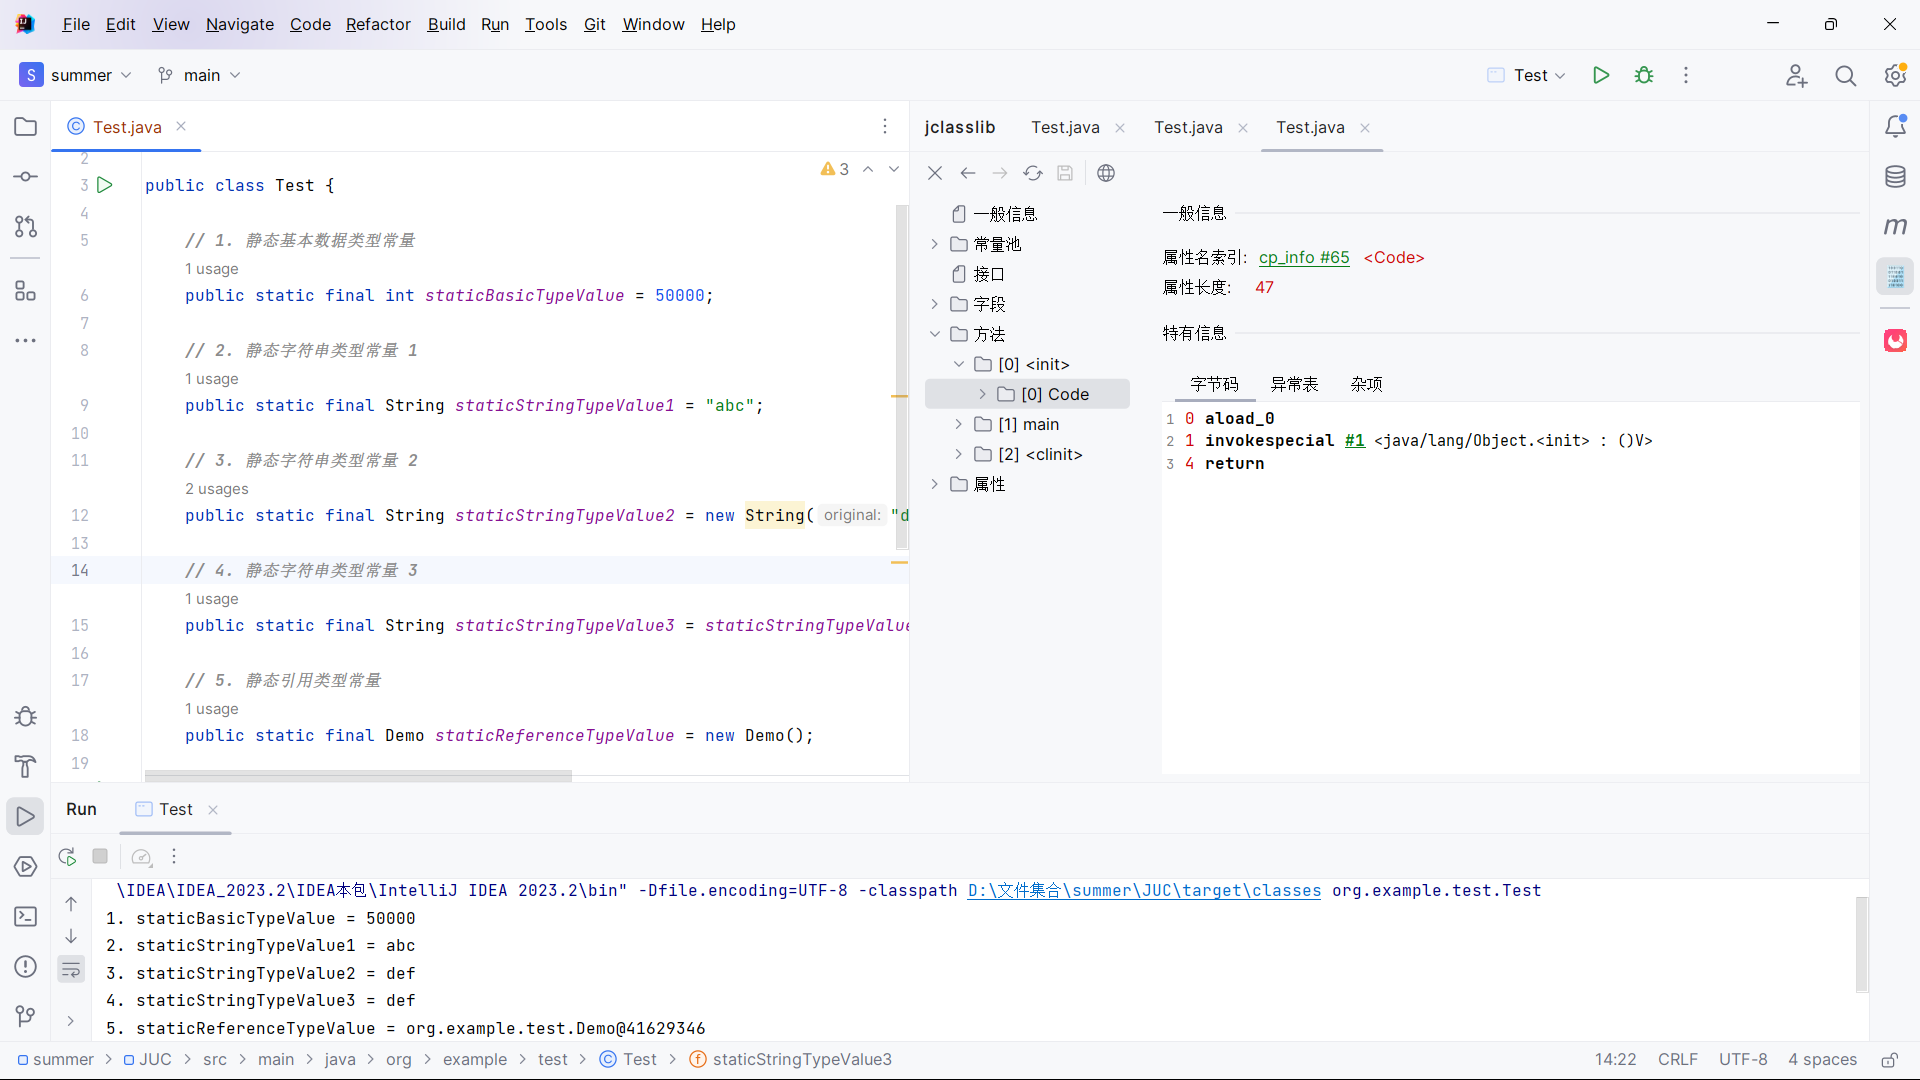 File Edit View Navigate Code Refactor Build Run Tools Git Window Help
S summer main Test
Test.java
2
3 public class Test {
4
5 // 1. 静态基本数据类型常量
1 usage
6 public static final int staticBasicTypeValue = 50000;
7
8 // 2. 静态字符串类型常量 1
1 usage
9 public static final String staticStringTypeValue1 = "abc";
10
11 // 3. 静态字符串类型常量 2
2 usages
12 public static final String staticStringTypeValue2 = new String( original: "d
13
14 // 4. 静态字符串类型常量 3
1 usage
15 public static final String staticStringTypeValue3 = staticStringTypeValue
16
17 // 5. 静态引用类型常量
1 usage
18 public static final Demo staticReferenceTypeValue = new Demo();
19
3
jclasslib Test.java Test.java Test.java
一般信息
常量池
接口
字段
方法
[0] <init>
[0] Code
[1] main
[2] <clinit>
属性
一般信息
属性名索引: cp_info #65 <Code>
属性长度: 47
特有信息
字节码 异常表 杂项
1 0 aload_0
2 1 invokespecial #1 <java/lang/Object.<init> : ()V>
3 4 return
m
Run Test
\IDEA\IDEA_2023.2\IDEA本包\IntelliJ IDEA 2023.2\bin" -Dfile.encoding=UTF-8 -classpath D:\文件集合\summer\JUC\target\classes org.example.test.Test
1. staticBasicTypeValue = 50000
2. staticStringTypeValue1 = abc
3. staticStringTypeValue2 = def
4. staticStringTypeValue3 = def
5. staticReferenceTypeValue = org.example.test.Demo@41629346
summer > JUC > src > main > java > org > example > test > Test > staticStringTypeValue3
14:22 CRLF UTF-8 4 spaces